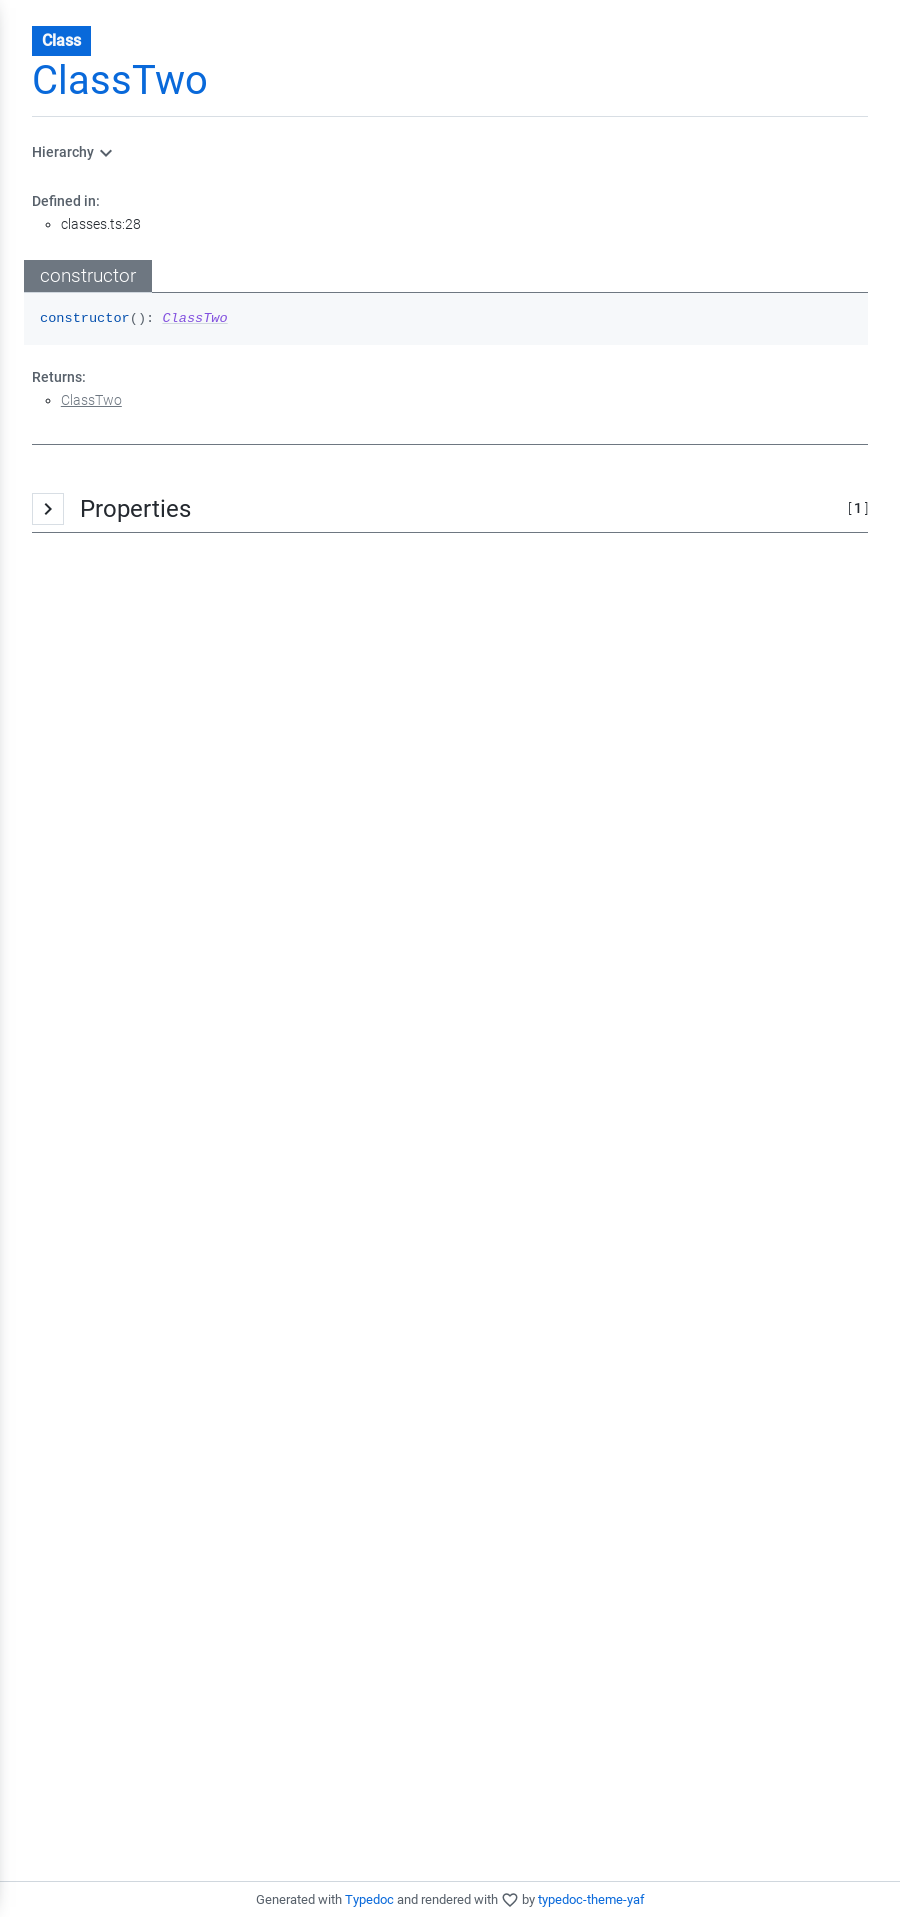 Class
ClassTwo
Hierarchy
Defined in:
classes.ts:28
constructor
constructor(): ClassTwo
Returns:
ClassTwo
Properties [ 1 ]
Generated with Typedoc and rendered with by typedoc-theme-yaf